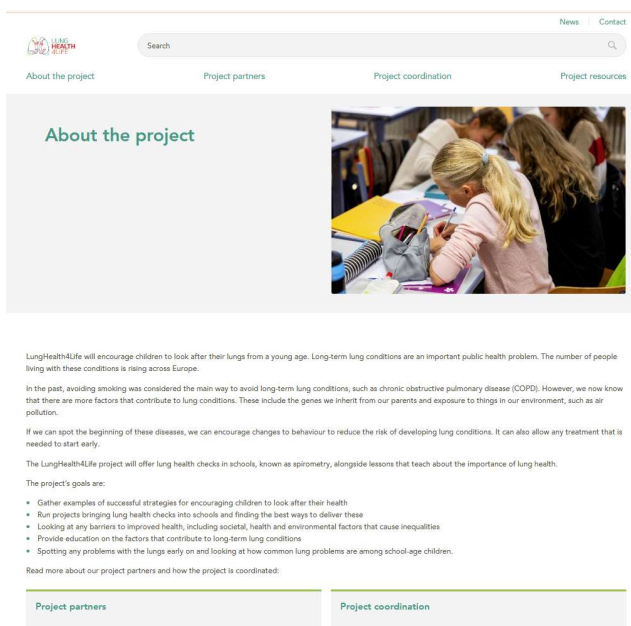 News
Contact
LUNG
HEALTH
4LIFE
Search
About the project
Project partners
Project coordination
Project resources
About the project
LungHealth4Life will encourage children to look after their lungs from a young age. Long-term lung conditions are an important public health problem. The number of people
living with these conditions is rising across Europe.
In the past, avoiding smoking was considered the main way to avoid long-term lung conditions, such as chronic obstructive pulmonary disease (COPD). However, we now know
that there are more factors that contribute to lung conditions. These include the genes we inherit from our parents and exposure to things in our environment, such as air
pollution.
If we can spot the beginning of these diseases, we can encourage changes to behaviour to reduce the risk of developing lung conditions. It can also allow any treatment that is
needed to start early.
The LungHealth4Life project will offer lung health checks in schools, known as spirometry, alongside lessons that teach about the importance of lung health.
The project's goals are:
• Gather examples of successful strategies for encouraging children to look after their health
• Run projects bringing lung health checks into schools and finding the best ways to deliver these
• Looking at any barriers to improved health, including societal, health and environmental factors that cause inequalities
• Provide education on the factors that contribute to long-term lung conditions
• Spotting any problems with the lungs early on and looking at how common lung problems are among school-age children.
Read more about our project partners and how the project is coordinated:
Project partners
Project coordination